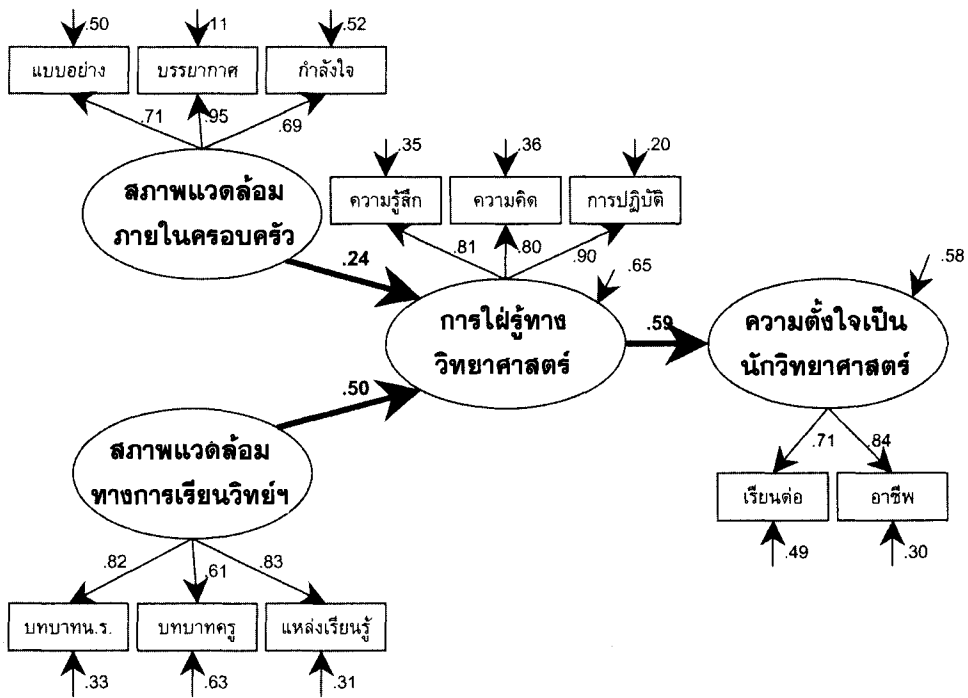 .50
.11
.52
แบบอย่าง
บรรยากาศ
กำลังใจ
.71
.95
.69
สภาพแวดล้อม
ภายในครอบครัว
.35
.36
.20
ความรู้สึก
ความคิด
การปฏิบัติ
.81
.80
.90
.24
.65
.58
การใฝ่รู้ทาง
วิทยาศาสตร์
.59
ความตั้งใจเป็น
นักวิทยาศาสตร์
.50
สภาพแวดล้อม
ทางการเรียนวิทย์ฯ
.71
.84
เรียนต่อ
อาชีพ
.49
.30
.82
.61
.83
บทบาทน.ร.
บทบาทครู
แหล่งเรียนรู้
.33
.63
.31